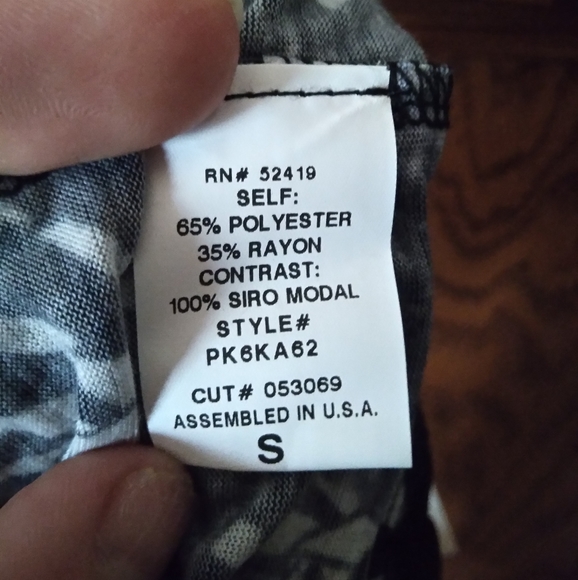 RN# 52419
SELF:
65% POLYESTER
35% RAYON
CONTRAST:
100% SIRO MODAL
STYLE#
PK6KA62
CUT# 053069
ASSEMBLED IN U.S.A.
S